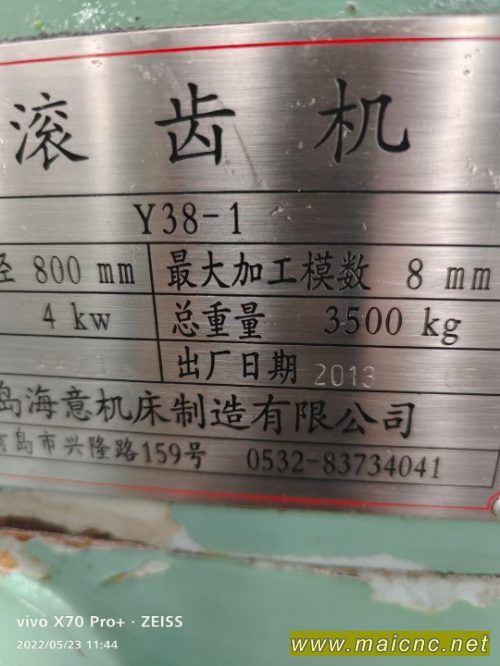 滚齿机
Y38-1
径 800 mm 最大加工模数 8 mm
4 kw 总重量 3500 kg
出厂日期 2013
岛海意机床制造有限公司
青岛市兴隆路159号 0532-83734041
vivo X70 Pro+ · ZEISS
2022/05/23 11:44
www.maicnc.net